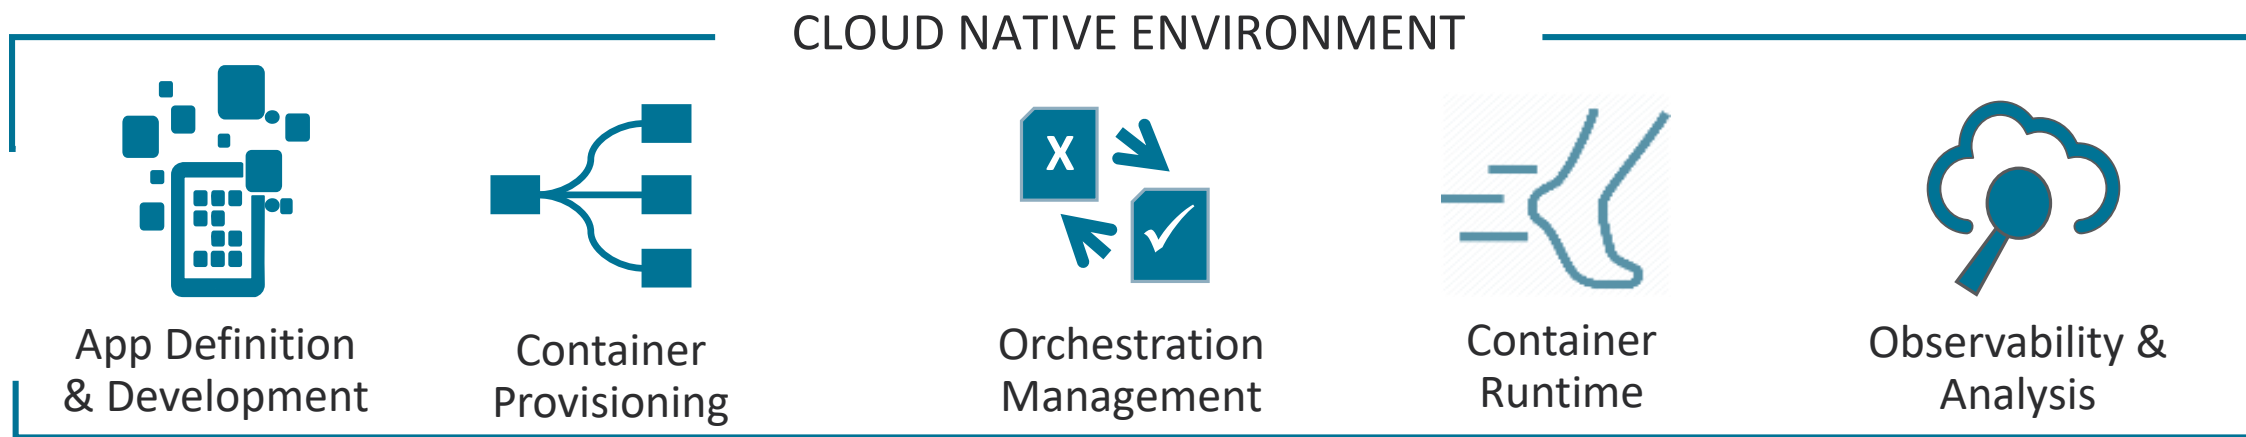 CLOUD NATIVE ENVIRONMENT
X
App Definition
& Development
Container
Provisioning
Orchestration
Management
Container
Runtime
Observability &
Analysis